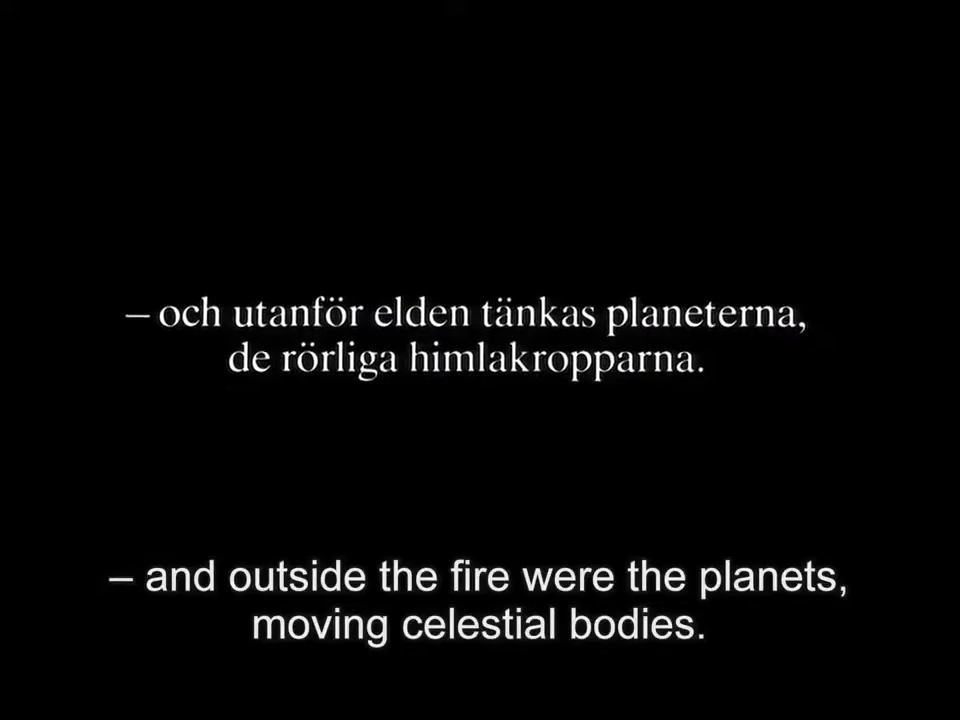 – och utanför elden tänkas planeterna,
de rörliga himlakropparna.
– and outside the fire were the planets,
moving celestial bodies.